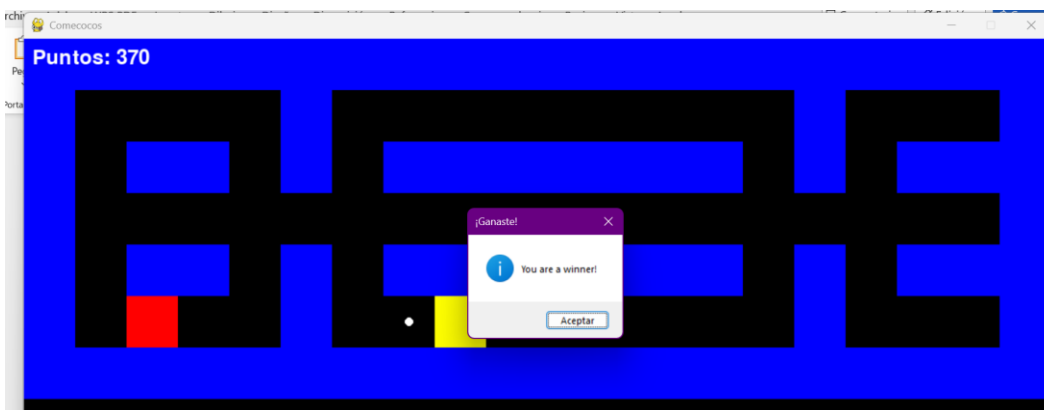 Comecocos
Puntos: 370
¡Ganaste!
You are a winner!
Aceptar